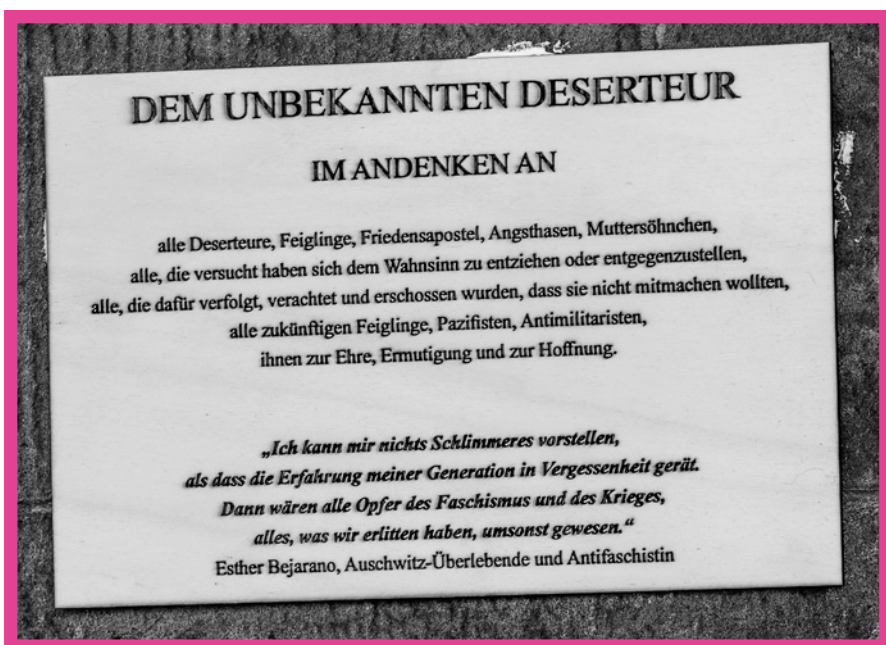 DEM UNBEKANNTEN DESERTEUR
IM ANDENKEN AN
alle Deserteure, Feiglinge, Friedensapostel, Angsthasen, Muttersöhnchen,
alle, die versucht haben sich dem Wahnsinn zu entziehen oder entgegenzustellen,
alle, die dafür verfolgt, verachtet und erschossen wurden, dass sie nicht mitmachen wollten,
alle zukünftigen Feiglinge, Pazifisten, Antimilitaristen,
ihnen zur Ehre, Ermutigung und zur Hoffnung.
„Ich kann mir nichts Schlimmeres vorstellen,
als dass die Erfahrung meiner Generation in Vergessenheit gerät.
Dann wären alle Opfer des Faschismus und des Krieges,
alles, was wir erlitten haben, umsonst gewesen.“
Esther Bejarano, Auschwitz-Überlebende und Antifaschistin